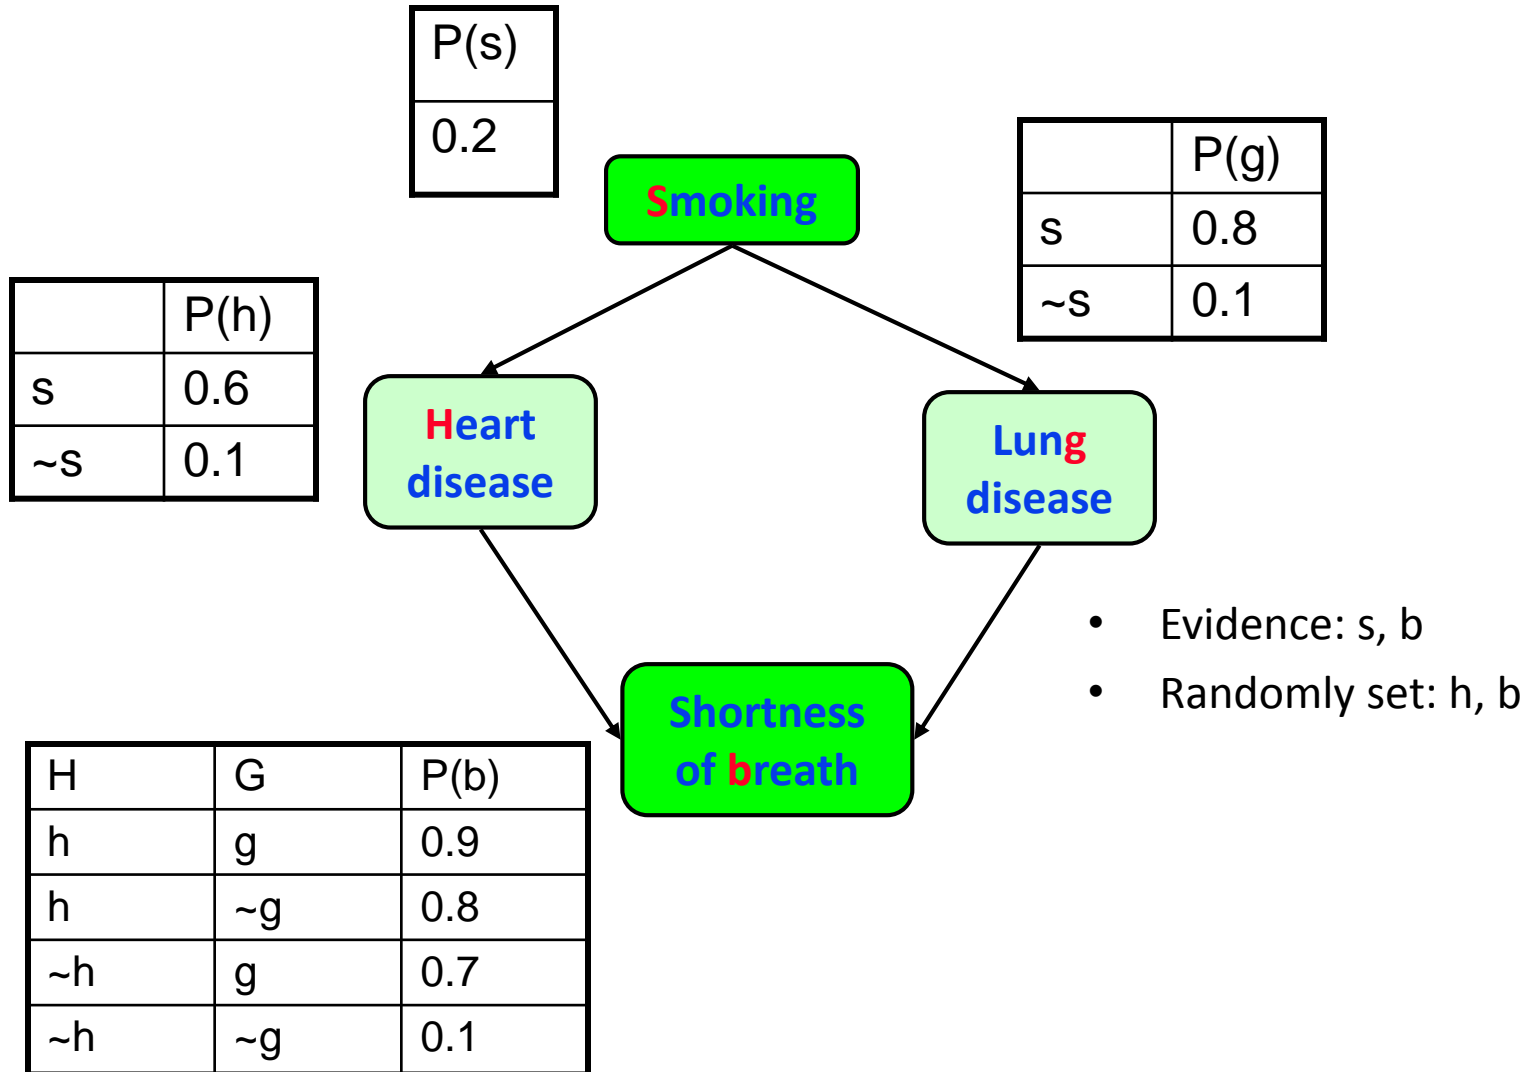 P(s)
0.2
Smoking
P(g)
s 0.8
~s 0.1
P(h)
s 0.6
~s 0.1
Heart
disease
Lung
disease
• Evidence: s, b
• Randomly set: h, b
Shortness
of breath
H G P(b)
h g 0.9
h ~g 0.8
~h g 0.7
~h ~g 0.1